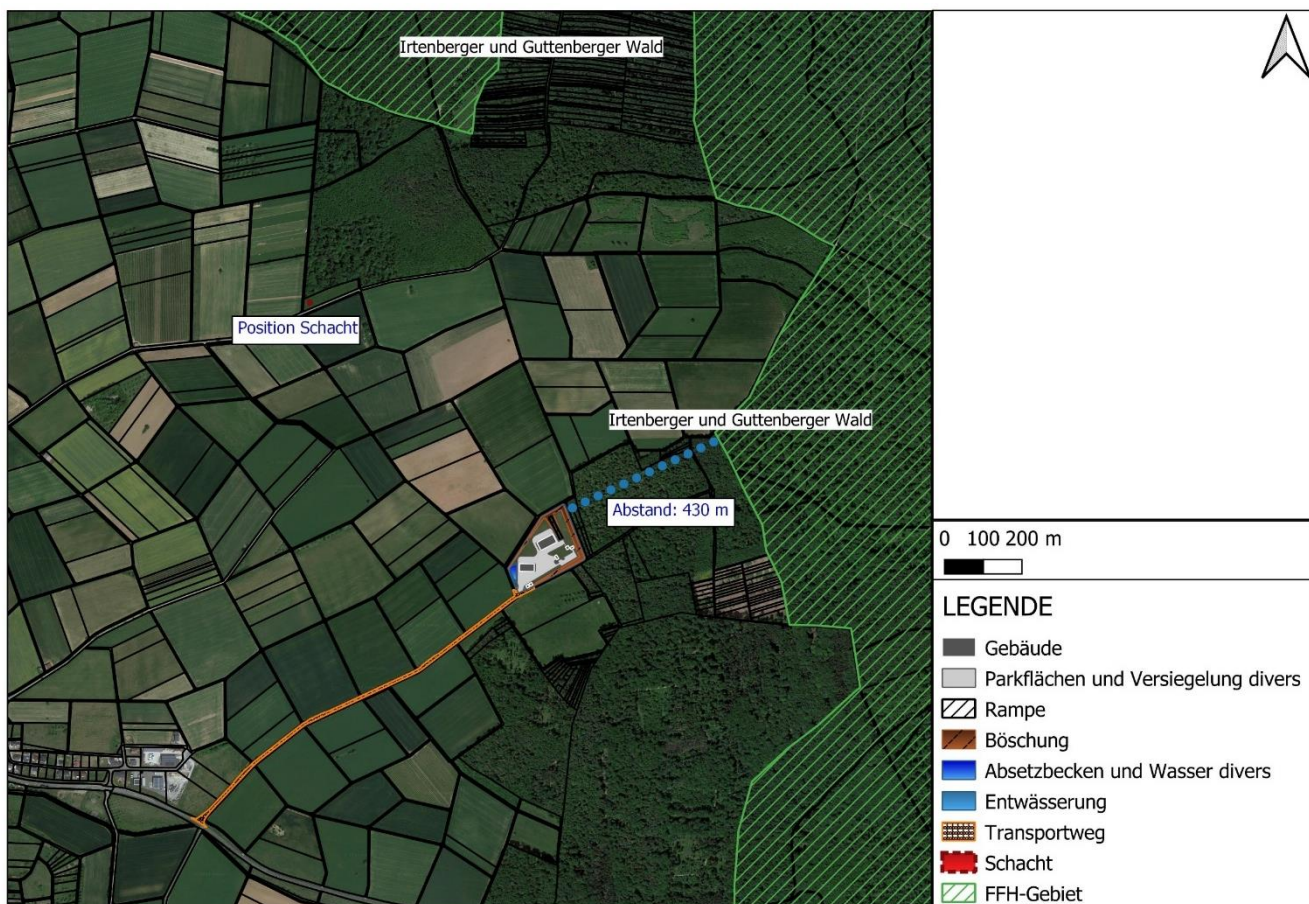 Irtenberger und Guttenberger Wald
Position Schacht
Irtenberger und Guttenberger Wald
Abstand: 430 m
0 100 200 m
LEGENDE
Gebäude
Parkflächen und Versiegelung divers
Rampe
Böschung
Absetzbecken und Wasser divers
Entwässerung
Transportweg
Schacht
FFH-Gebiet